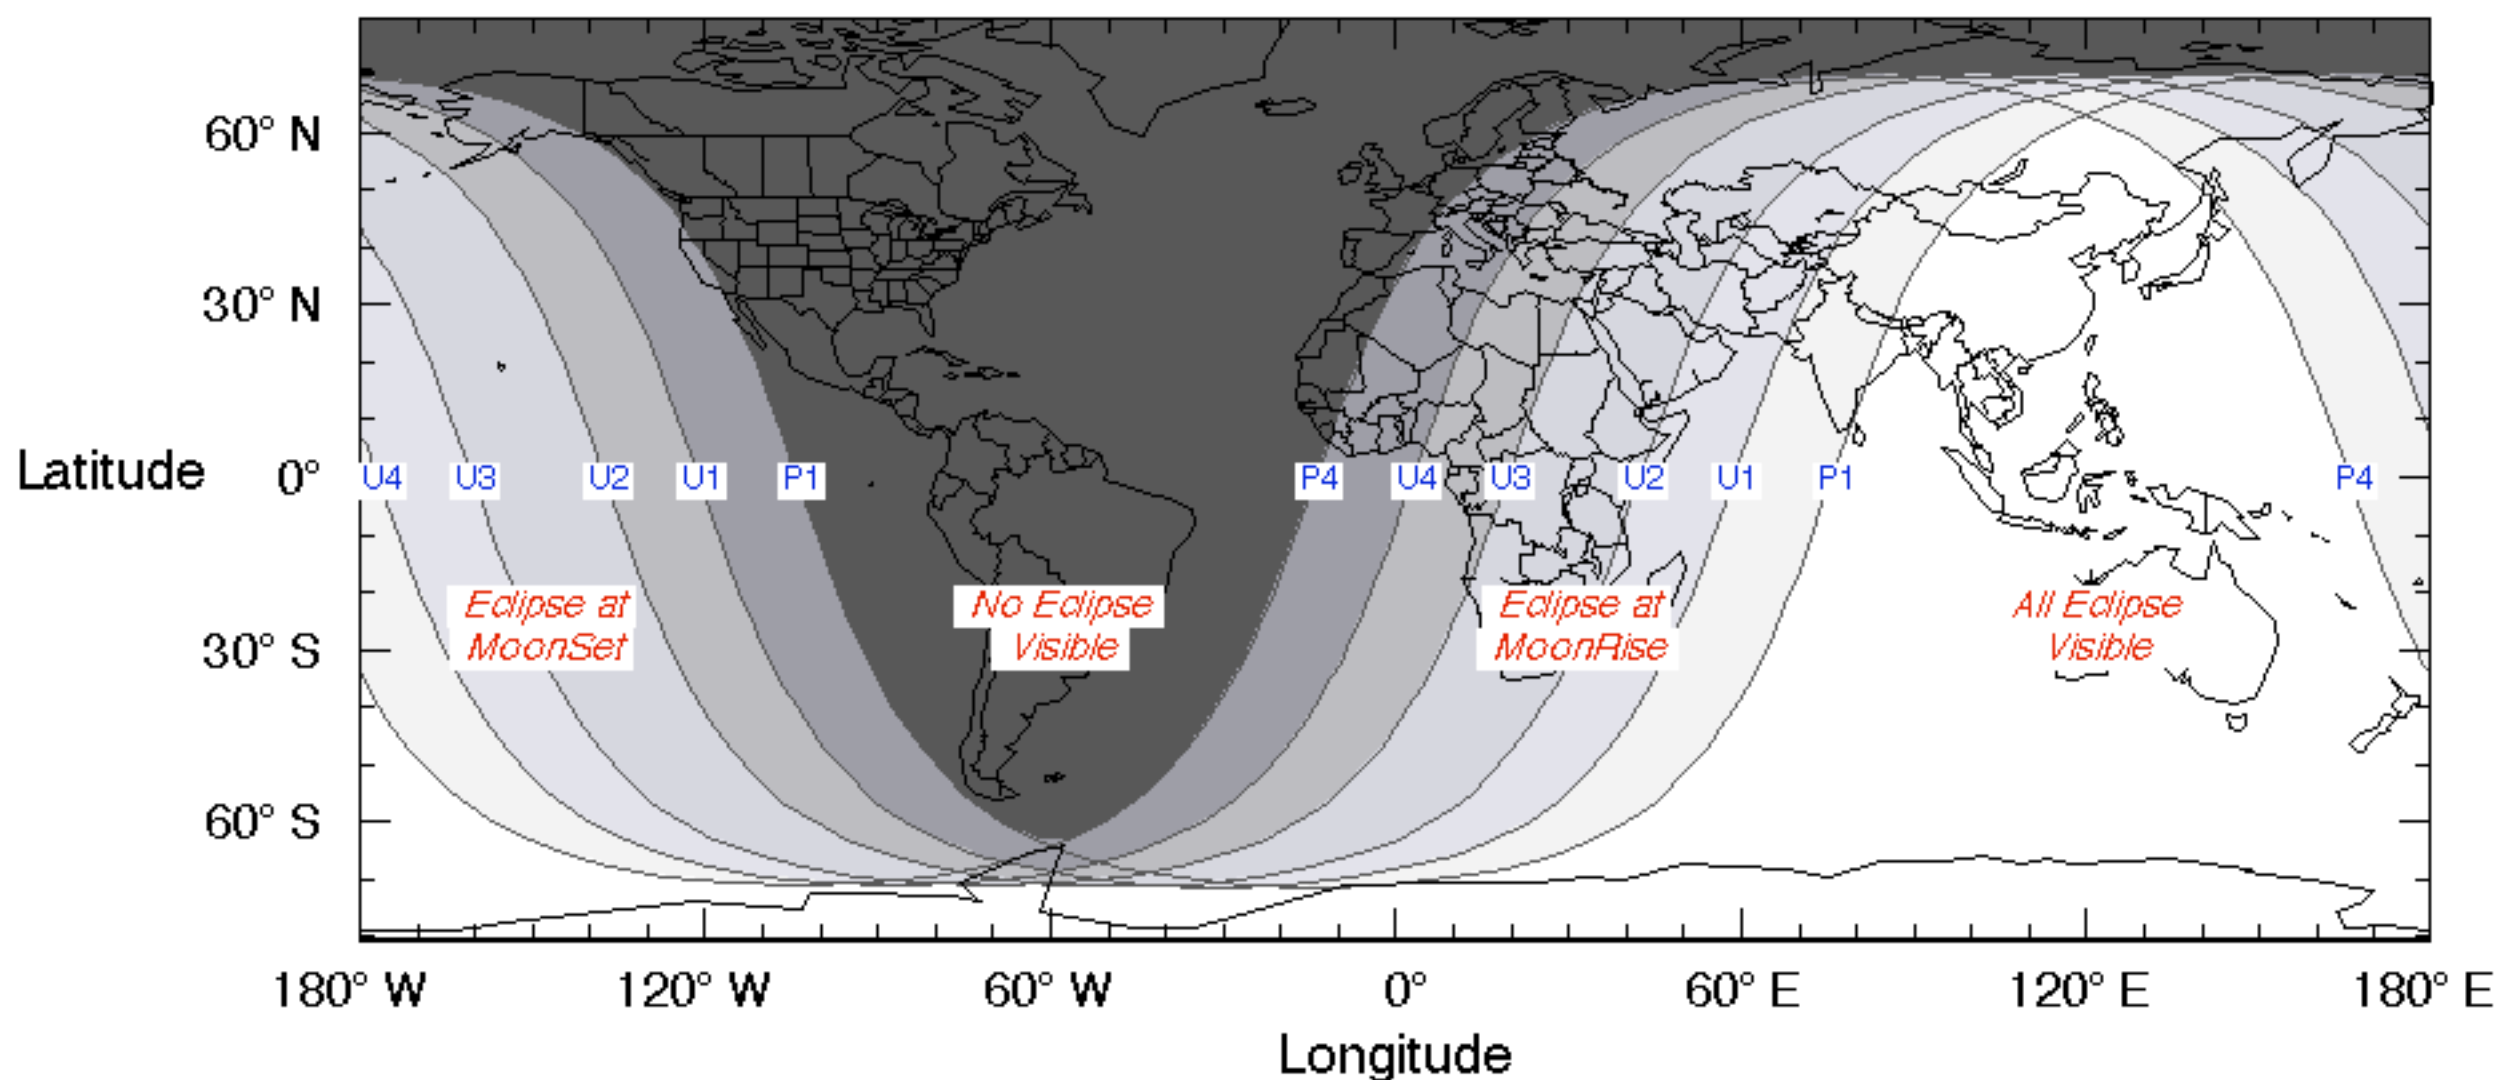 60° N
30° N
Latitude 0°
U4 U3 U2 U1 P1 P4 U4 U3 U2 U1 P1 P4
Eclipse at
MoonSet
No Eclipse
Visible
Eclipse at
MoonRise
All Eclipse
Visible
30° S
60° S
180° W 120° W 60° W 0° 60° E 120° E 180° E
Longitude